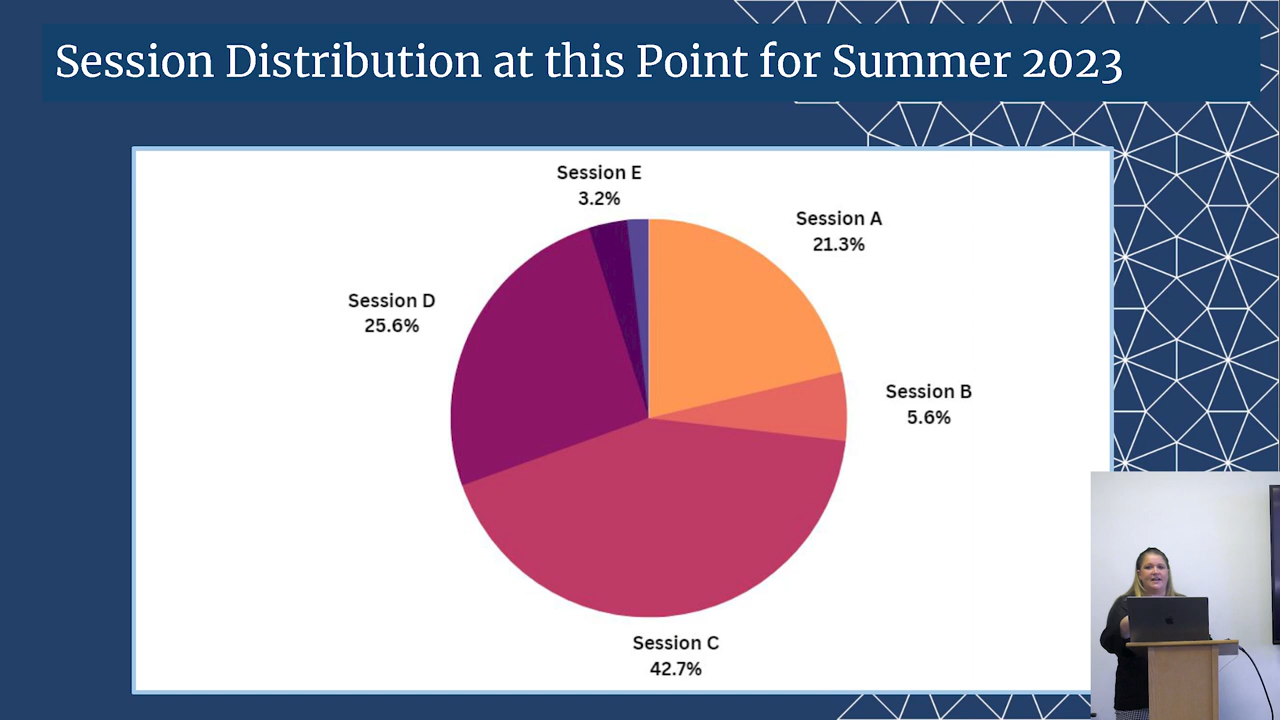 Session Distribution at this Point for Summer 2023
Session E
3.2%
Session A
21.3%
Session D
25.6%
Session B
5.6%
Session C
42.7%